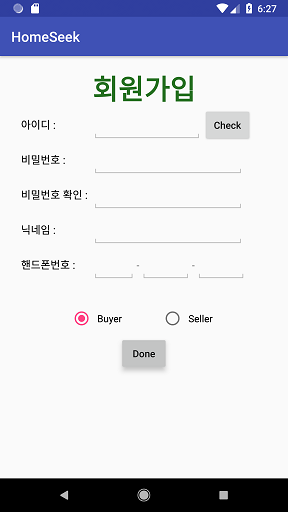 6:27
HomeSeek
회원가입
아이디 : Check
비밀번호 :
비밀번호 확인 :
닉네임 :
핸드폰번호 : - -
Buyer Seller
Done